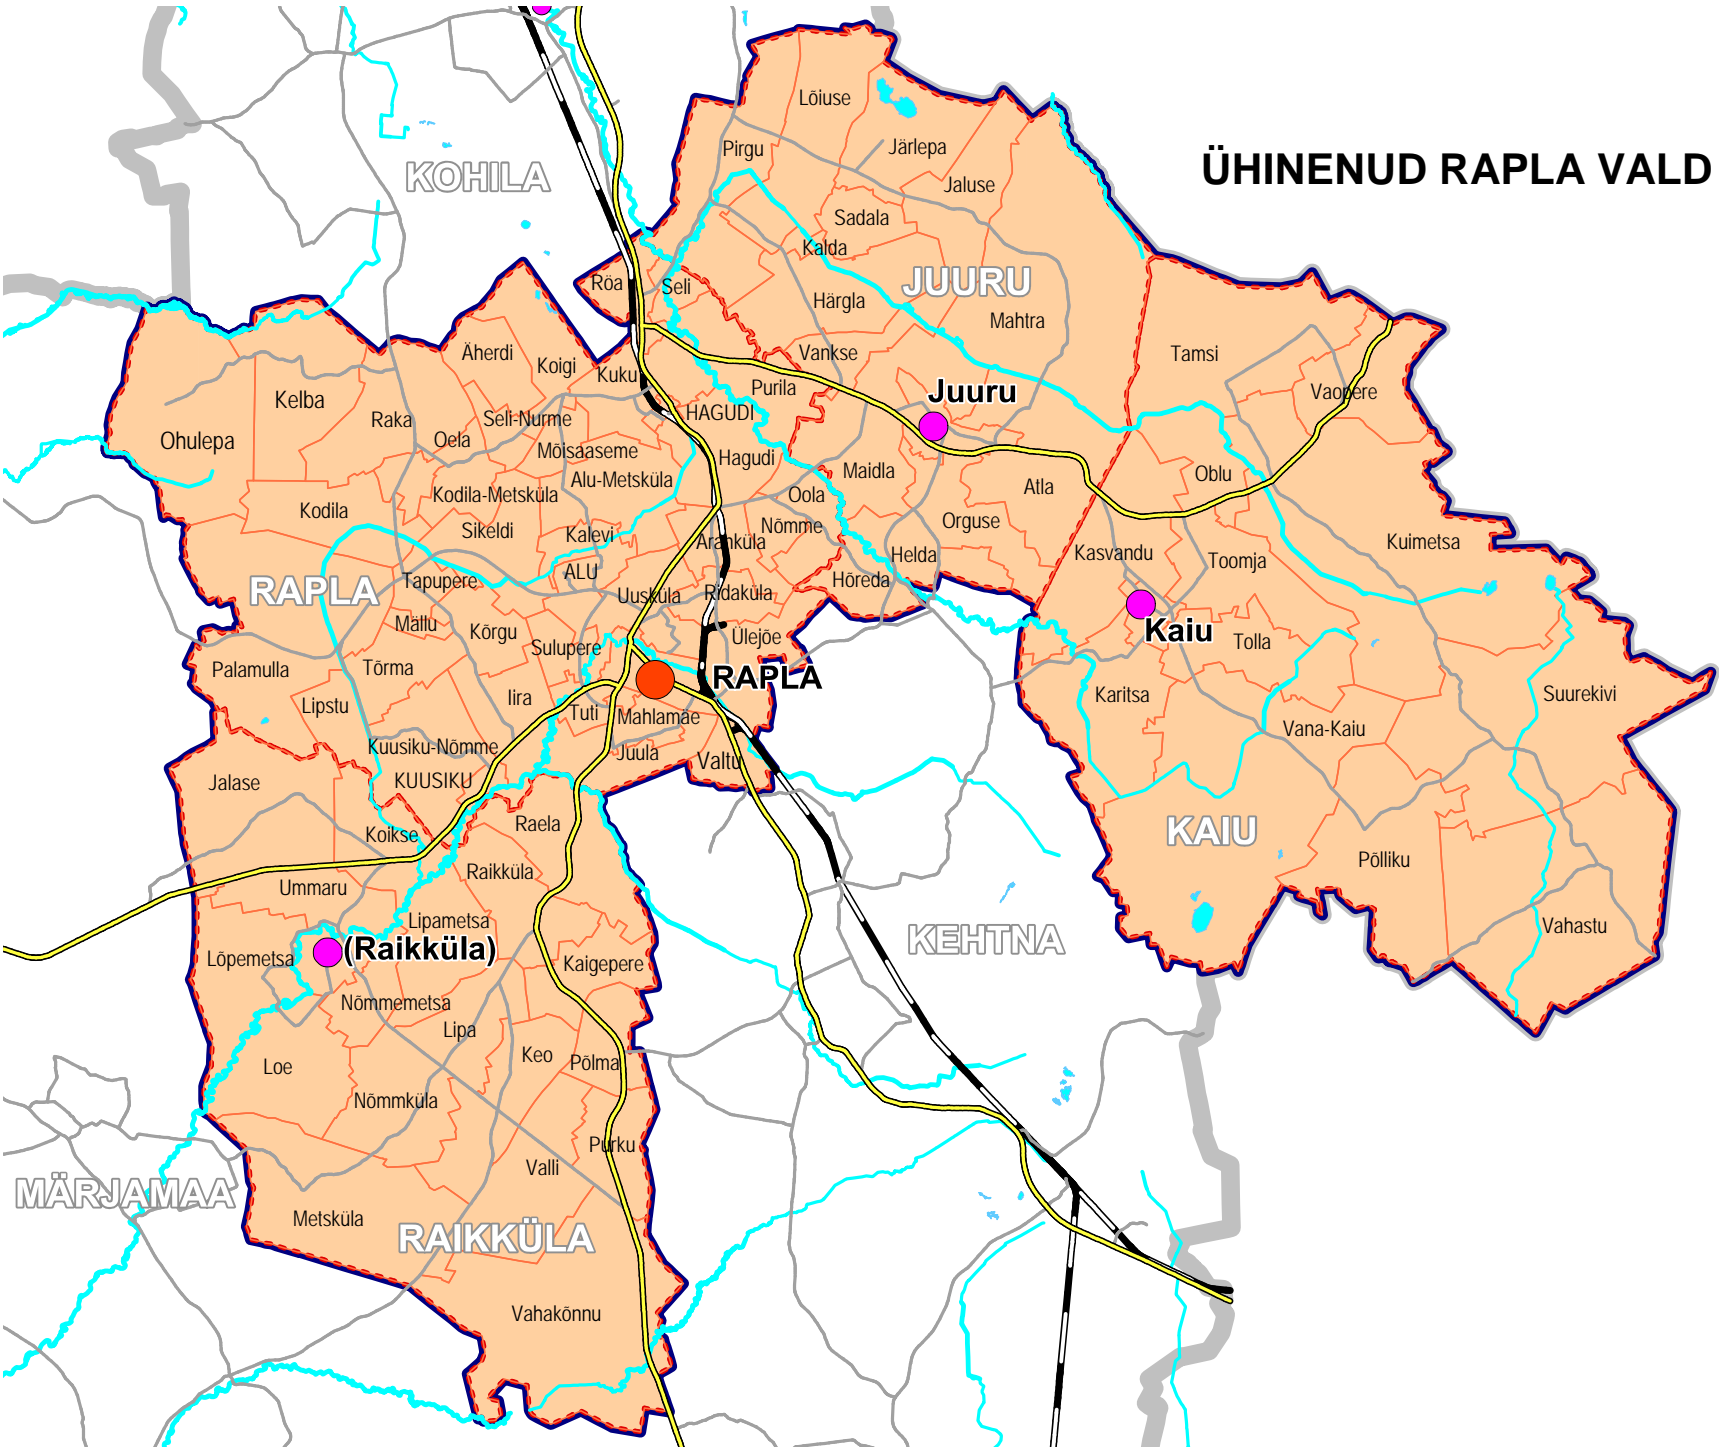 ÜHINENUD RAPLA VALD
KOHILA
Lõiuse
Pirgu
Järlepa
Jaluse
Sadala
Kalda
JUURU
Röa
Seli
Härgla
Mahtra
Tamsi
Äherdi
Koigi
Kuku
Vankse
Purila
Juuru
Vaopere
Kelba
Raka
Seli-Nurme
HAGUDI
Ohulepa
Oela
Mõisaaseme
Hagudi
Maidla
Oblu
Alu-Metsküla
Kodila-Metsküla
Oola
Atla
Kodila
Sikeldi
Kalevi
Nõmme
Orguse
Aranküla
Helda
Kasvandu
Kuimetsa
Toomja
RAPLA
Tapupere
ALU
Uusküla
Ridaküla
Hõreda
Mällu
Kõrgu
Sulupere
Ülejõe
Kaiu
Tolla
Palamulla
Tõrma
RAPLA
Karitsa
Suurekivi
Lipstu
Iira
Tuti
Mahlamäe
Vana-Kaiu
Kuusiku-Nõmme
Juula
Valtu
Jalase
KUUSIKU
Koikse
Raela
KAIU
Põlliku
Ummaru
Raikküla
Lipametsa
Vahastu
Lõpemetsa
(Raikküla)
KEHTNA
Kaigepere
Nõmmemetsa
Lipa
Loe
Keo
Põlma
Nõmmküla
Purku
Valli
MÄRJAMAA
Metsküla
RAIKKÜLA
Vahakõnnu